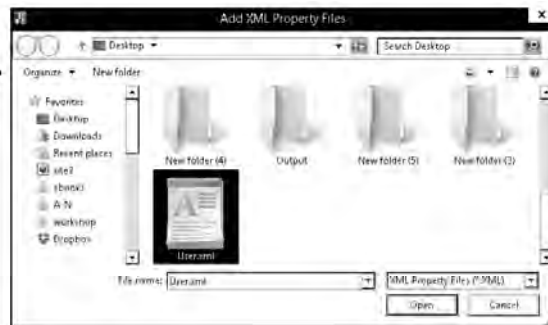 Add XML Property Files
Desktop
Search Desktop
Organize New folder
Favorites
Desktop
Downloads
Recent places
site2
ebooks
A N
workshop
Dropbox
New folder (4)
Output
New folder (5)
New folder (3)
User.xml
File name: User.xml
XML Property Files (*.XML)
Open
Cancel